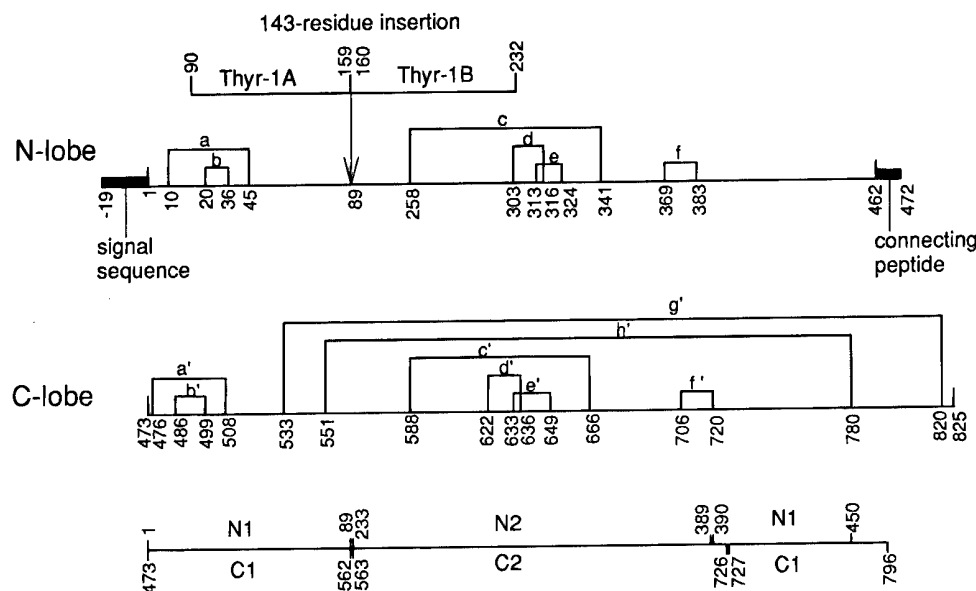 143-residue insertion
90
159
160
232
Thyr-1A
Thyr-1B
N-lobe
a
b
c
d
e
f
-19
1
10
20
36
45
89
258
303
313
316
324
341
369
383
462
472
signal
sequence
connecting
peptide
C-lobe
g'
h'
a'
b'
c'
d'
e'
f'
473
476
486
499
508
533
551
588
622
633
636
649
666
706
720
780
820
825
1
N1
89
233
N2
389
390
N1
450
473
C1
562
563
C2
726
727
C1
796